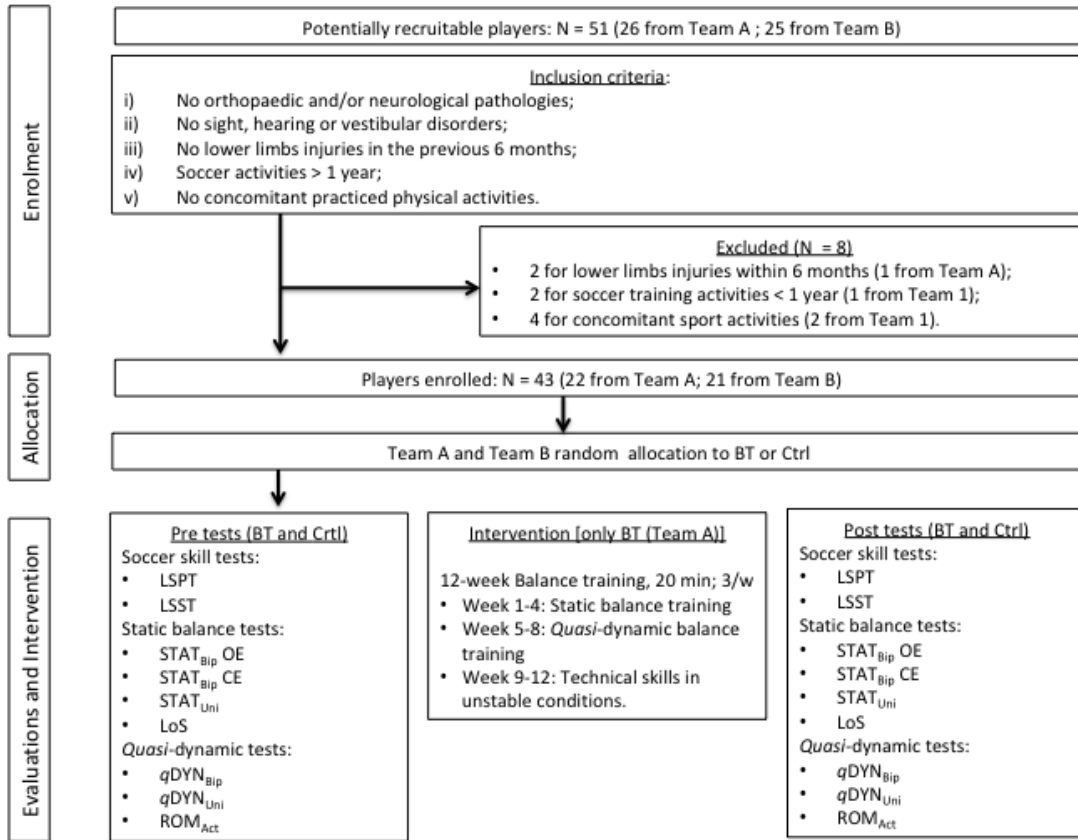 Enrolment
Potentially recruitable players: N = 51 (26 from Team A ; 25 from Team B)
Inclusion criteria:
i) No orthopaedic and/or neurological pathologies;
ii) No sight, hearing or vestibular disorders;
iii) No lower limbs injuries in the previous 6 months;
iv) Soccer activities > 1 year;
v) No concomitant practiced physical activities.
Excluded (N = 8)
• 2 for lower limbs injuries within 6 months (1 from Team A);
• 2 for soccer training activities < 1 year (1 from Team 1);
• 4 for concomitant sport activities (2 from Team 1).
Allocation
Players enrolled: N = 43 (22 from Team A; 21 from Team B)
Team A and Team B random allocation to BT or Ctrl
Evaluations and Intervention
Pre tests (BT and Crtl)
Soccer skill tests:
• LSPT
• LSST
Static balance tests:
• STATBip OE
• STATBip CE
• STATUni
• LoS
Quasi-dynamic tests:
• qDYNBip
• qDYNUni
• ROMAct
Intervention [only BT (Team A)]
12-week Balance training, 20 min; 3/w
• Week 1-4: Static balance training
• Week 5-8: Quasi-dynamic balance
training
• Week 9-12: Technical skills in
unstable conditions.
Post tests (BT and Ctrl)
Soccer skill tests:
• LSPT
• LSST
Static balance tests:
• STATBip OE
• STATBip CE
• STATUni
• LoS
Quasi-dynamic tests:
• qDYNBip
• qDYNUni
• ROMAct